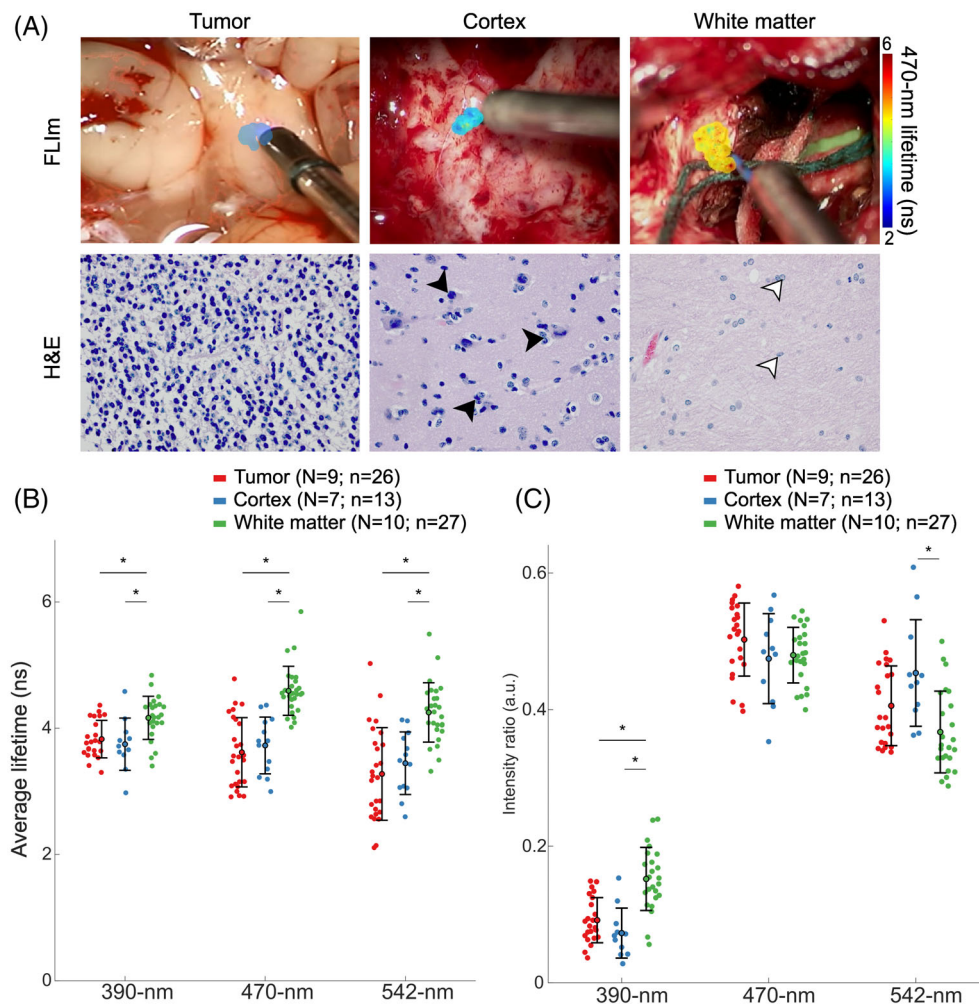 (A)
Tumor
Cortex
White matter
FLIm
6
470-nm lifetime (ns)
2
H&E
(B)
Tumor (N=9; n=26)
Cortex (N=7; n=13)
White matter (N=10; n=27)
Average lifetime (ns)
6
4
2
0
* * *
* * *
390-nm 470-nm 542-nm
(C)
Tumor (N=9; n=26)
Cortex (N=7; n=13)
White matter (N=10; n=27)
Intensity ratio (a.u.)
0.6
0.4
0.2
0
*
*
*
390-nm 470-nm 542-nm